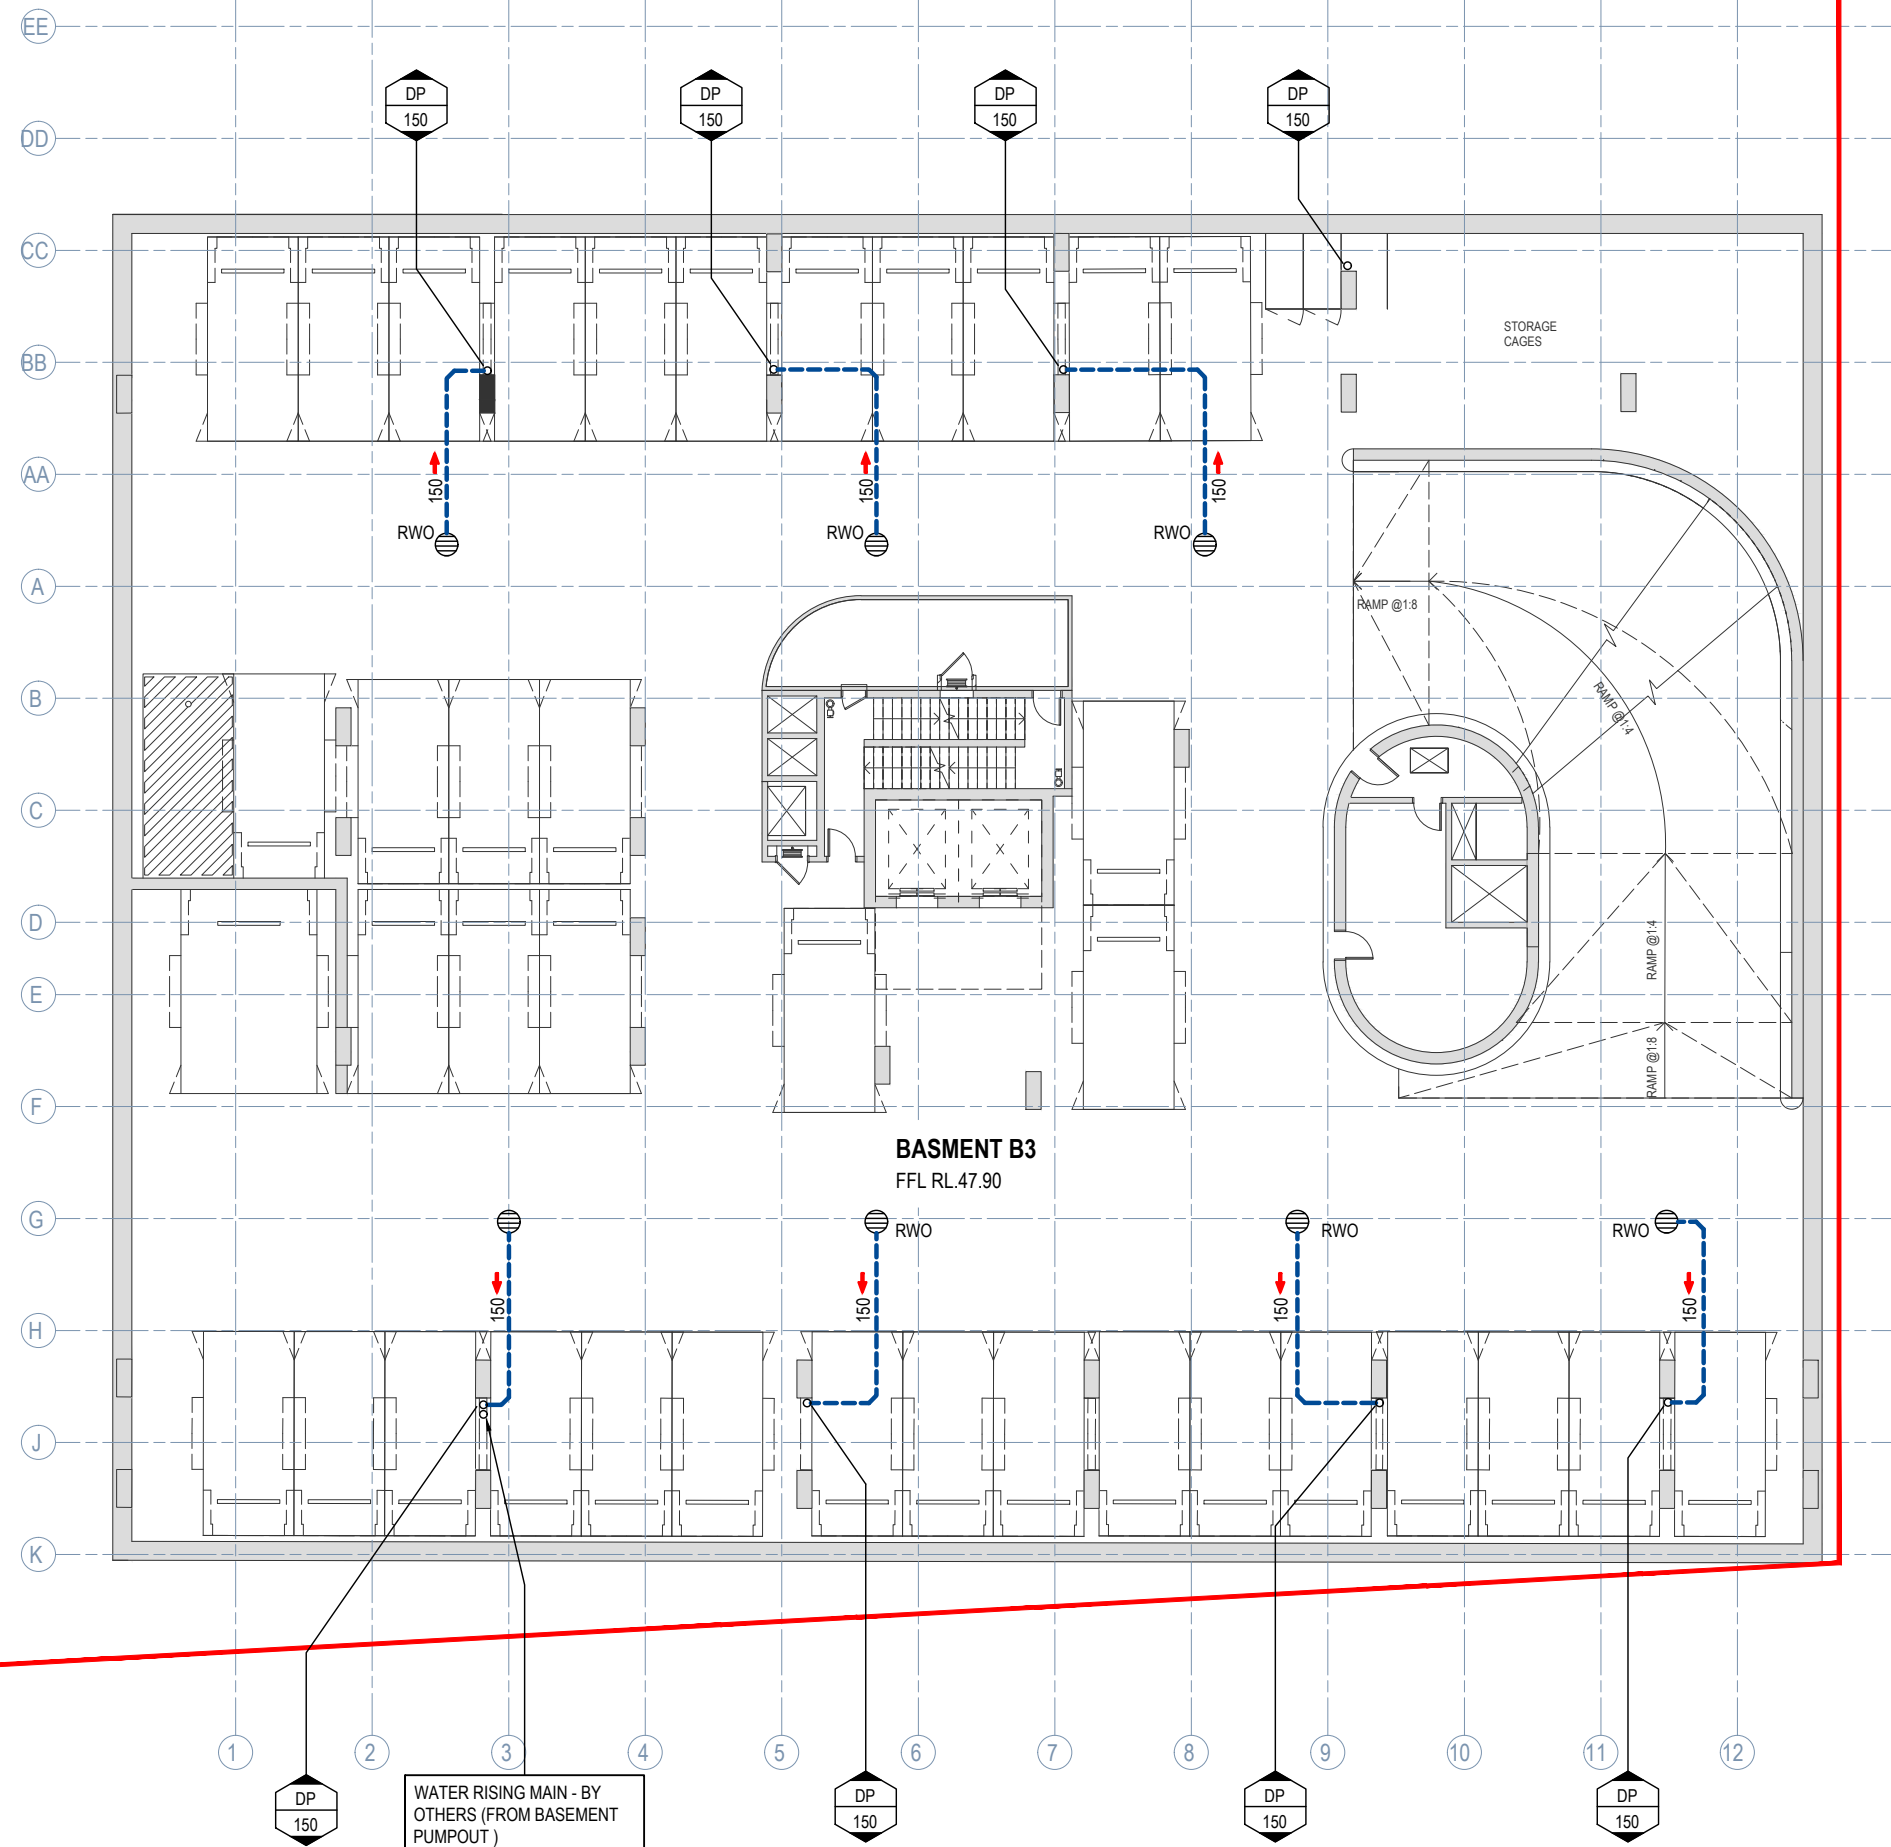 EE
DP
150
DP
150
DP
150
DP
150
DD
CC
STORAGE
CAGES
BB
AA
150
150
150
RWO
RWO
RWO
A
RAMP @1:8
B
RAMP @1:4
C
D
RAMP @1:4
E
RAMP @1:8
F
BASMENT B3
FFL RL.47.90
G
RWO
RWO
RWO
150
150
150
150
H
J
K
1
2
3
4
5
6
7
8
9
10
11
12
DP
150
WATER RISING MAIN - BY
OTHERS (FROM BASEMENT
PUMPOUT )
DP
150
DP
150
DP
150